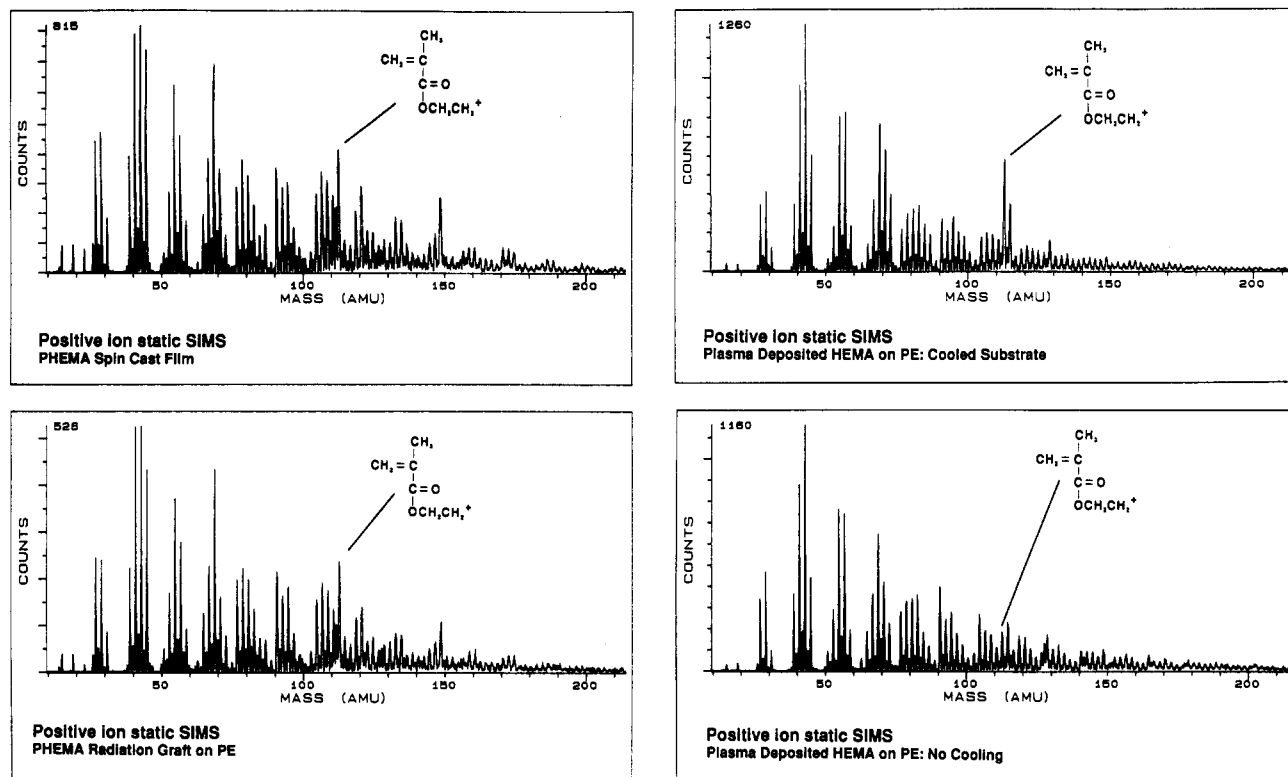 815
COUNTS
CH₃
CH₂=C
C=O
OCH₂CH₂⁺
50
100
150
200
MASS (AMU)
Positive ion static SIMS
PHEMA Spin Cast Film
1260
COUNTS
CH₃
CH₂=C
C=O
OCH₂CH₂⁺
50
100
150
200
MASS (AMU)
Positive ion static SIMS
Plasma Deposited HEMA on PE: Cooled Substrate
COUNTS
CH₃
CH₂=C
C=O
OCH₂CH₂⁺
50
100
150
200
MASS (AMU)
Positive ion static SIMS
PHEMA Radiation Graft on PE
1160
COUNTS
CH₃
CH₂=C
C=O
OCH₂CH₂⁺
50
100
150
200
MASS (AMU)
Positive ion static SIMS
Plasma Deposited HEMA on PE: No Cooling